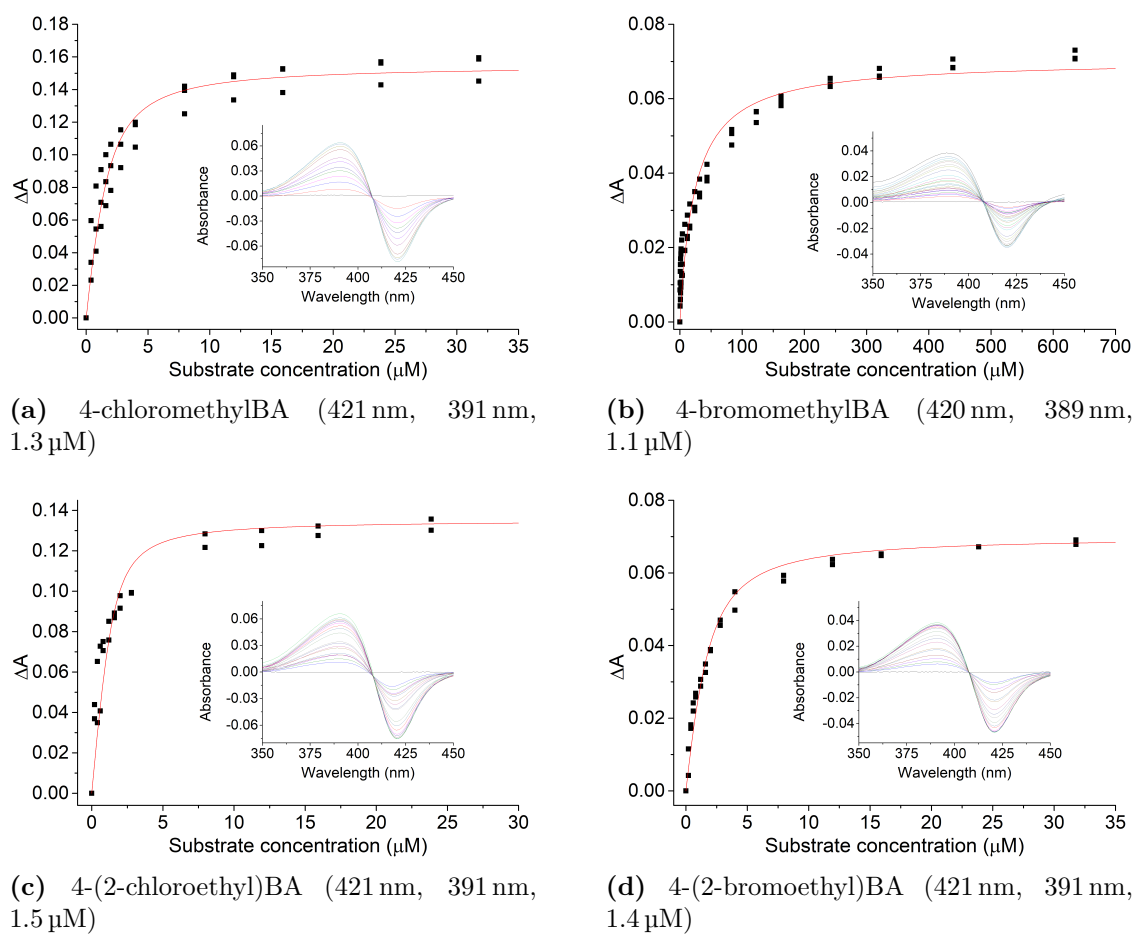 0.18
0.16
0.14
0.12
0.10
0.08
0.06
0.04
0.02
0.00
ΔA
0 5 10 15 20 25 30 35
Substrate concentration (μM)
0.06
0.03
0.00
-0.03
-0.06
Absorbance
350 375 400 425 450
Wavelength (nm)
(a) 4-chloromethylBA (421 nm, 391 nm,
1.3 µM)
0.08
0.06
0.04
0.02
0.00
ΔA
0 100 200 300 400 500 600 700
Substrate concentration (μM)
0.04
0.02
0.00
-0.02
-0.04
Absorbance
350 375 400 425 450
Wavelength (nm)
(b) 4-bromomethylBA (420 nm, 389 nm,
1.1 µM)
0.14
0.12
0.10
0.08
0.06
0.04
0.02
0.00
ΔA
0 5 10 15 20 25 30
Substrate concentration (μM)
0.06
0.03
0.00
-0.03
-0.06
Absorbance
350 375 400 425 450
Wavelength (nm)
(c) 4-(2-chloroethyl)BA (421 nm, 391 nm,
1.5 µM)
0.08
0.06
0.04
0.02
0.00
ΔA
0 5 10 15 20 25 30 35
Substrate concentration (μM)
0.04
0.02
0.00
-0.02
-0.04
Absorbance
350 375 400 425 450
Wavelength (nm)
(d) 4-(2-bromoethyl)BA (421 nm, 391 nm,
1.4 µM)